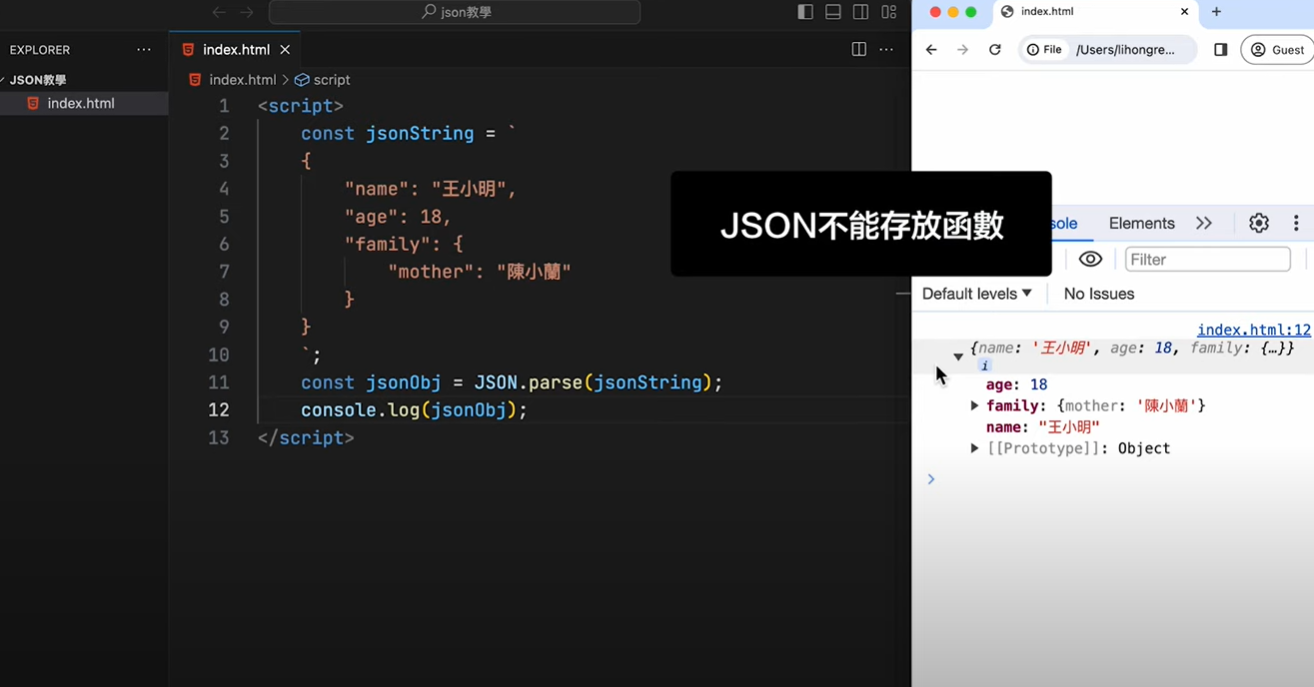 json教學
EXPLORER ...
JSON教學
index.html
index.html
index.html > script
1 <script>
2 const jsonString = `
3 {
4 "name": "王小明",
5 "age": 18,
6 "family": {
7 "mother": "陳小蘭"
8 }
9 }
10 `;
11 const jsonObj = JSON.parse(jsonString);
12 console.log(jsonObj);
13 </script>
JSON不能存放函數
index.html
File /Users/lihongre... Guest
sole Elements
Filter
Default levels No Issues
index.html:12
{name: '王小明', age: 18, family: {…}}
i
age: 18
family: {mother: '陳小蘭'}
name: "王小明"
[[Prototype]]: Object